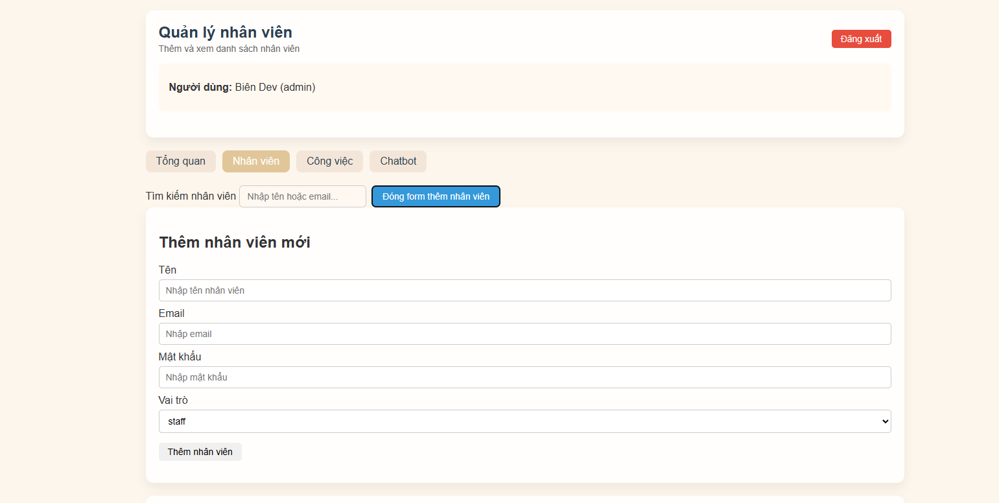 Quản lý nhân viên
Thêm và xem danh sách nhân viên
Đăng xuất
Người dùng: Biên Dev (admin)
Tổng quan
Nhân viên
Công việc
Chatbot
Tìm kiếm nhân viên
Nhập tên hoặc email...
Đóng form thêm nhân viên
Thêm nhân viên mới
Tên
Nhập tên nhân viên
Email
Nhập email
Mật khẩu
Nhập mật khẩu
Vai trò
staff
Thêm nhân viên